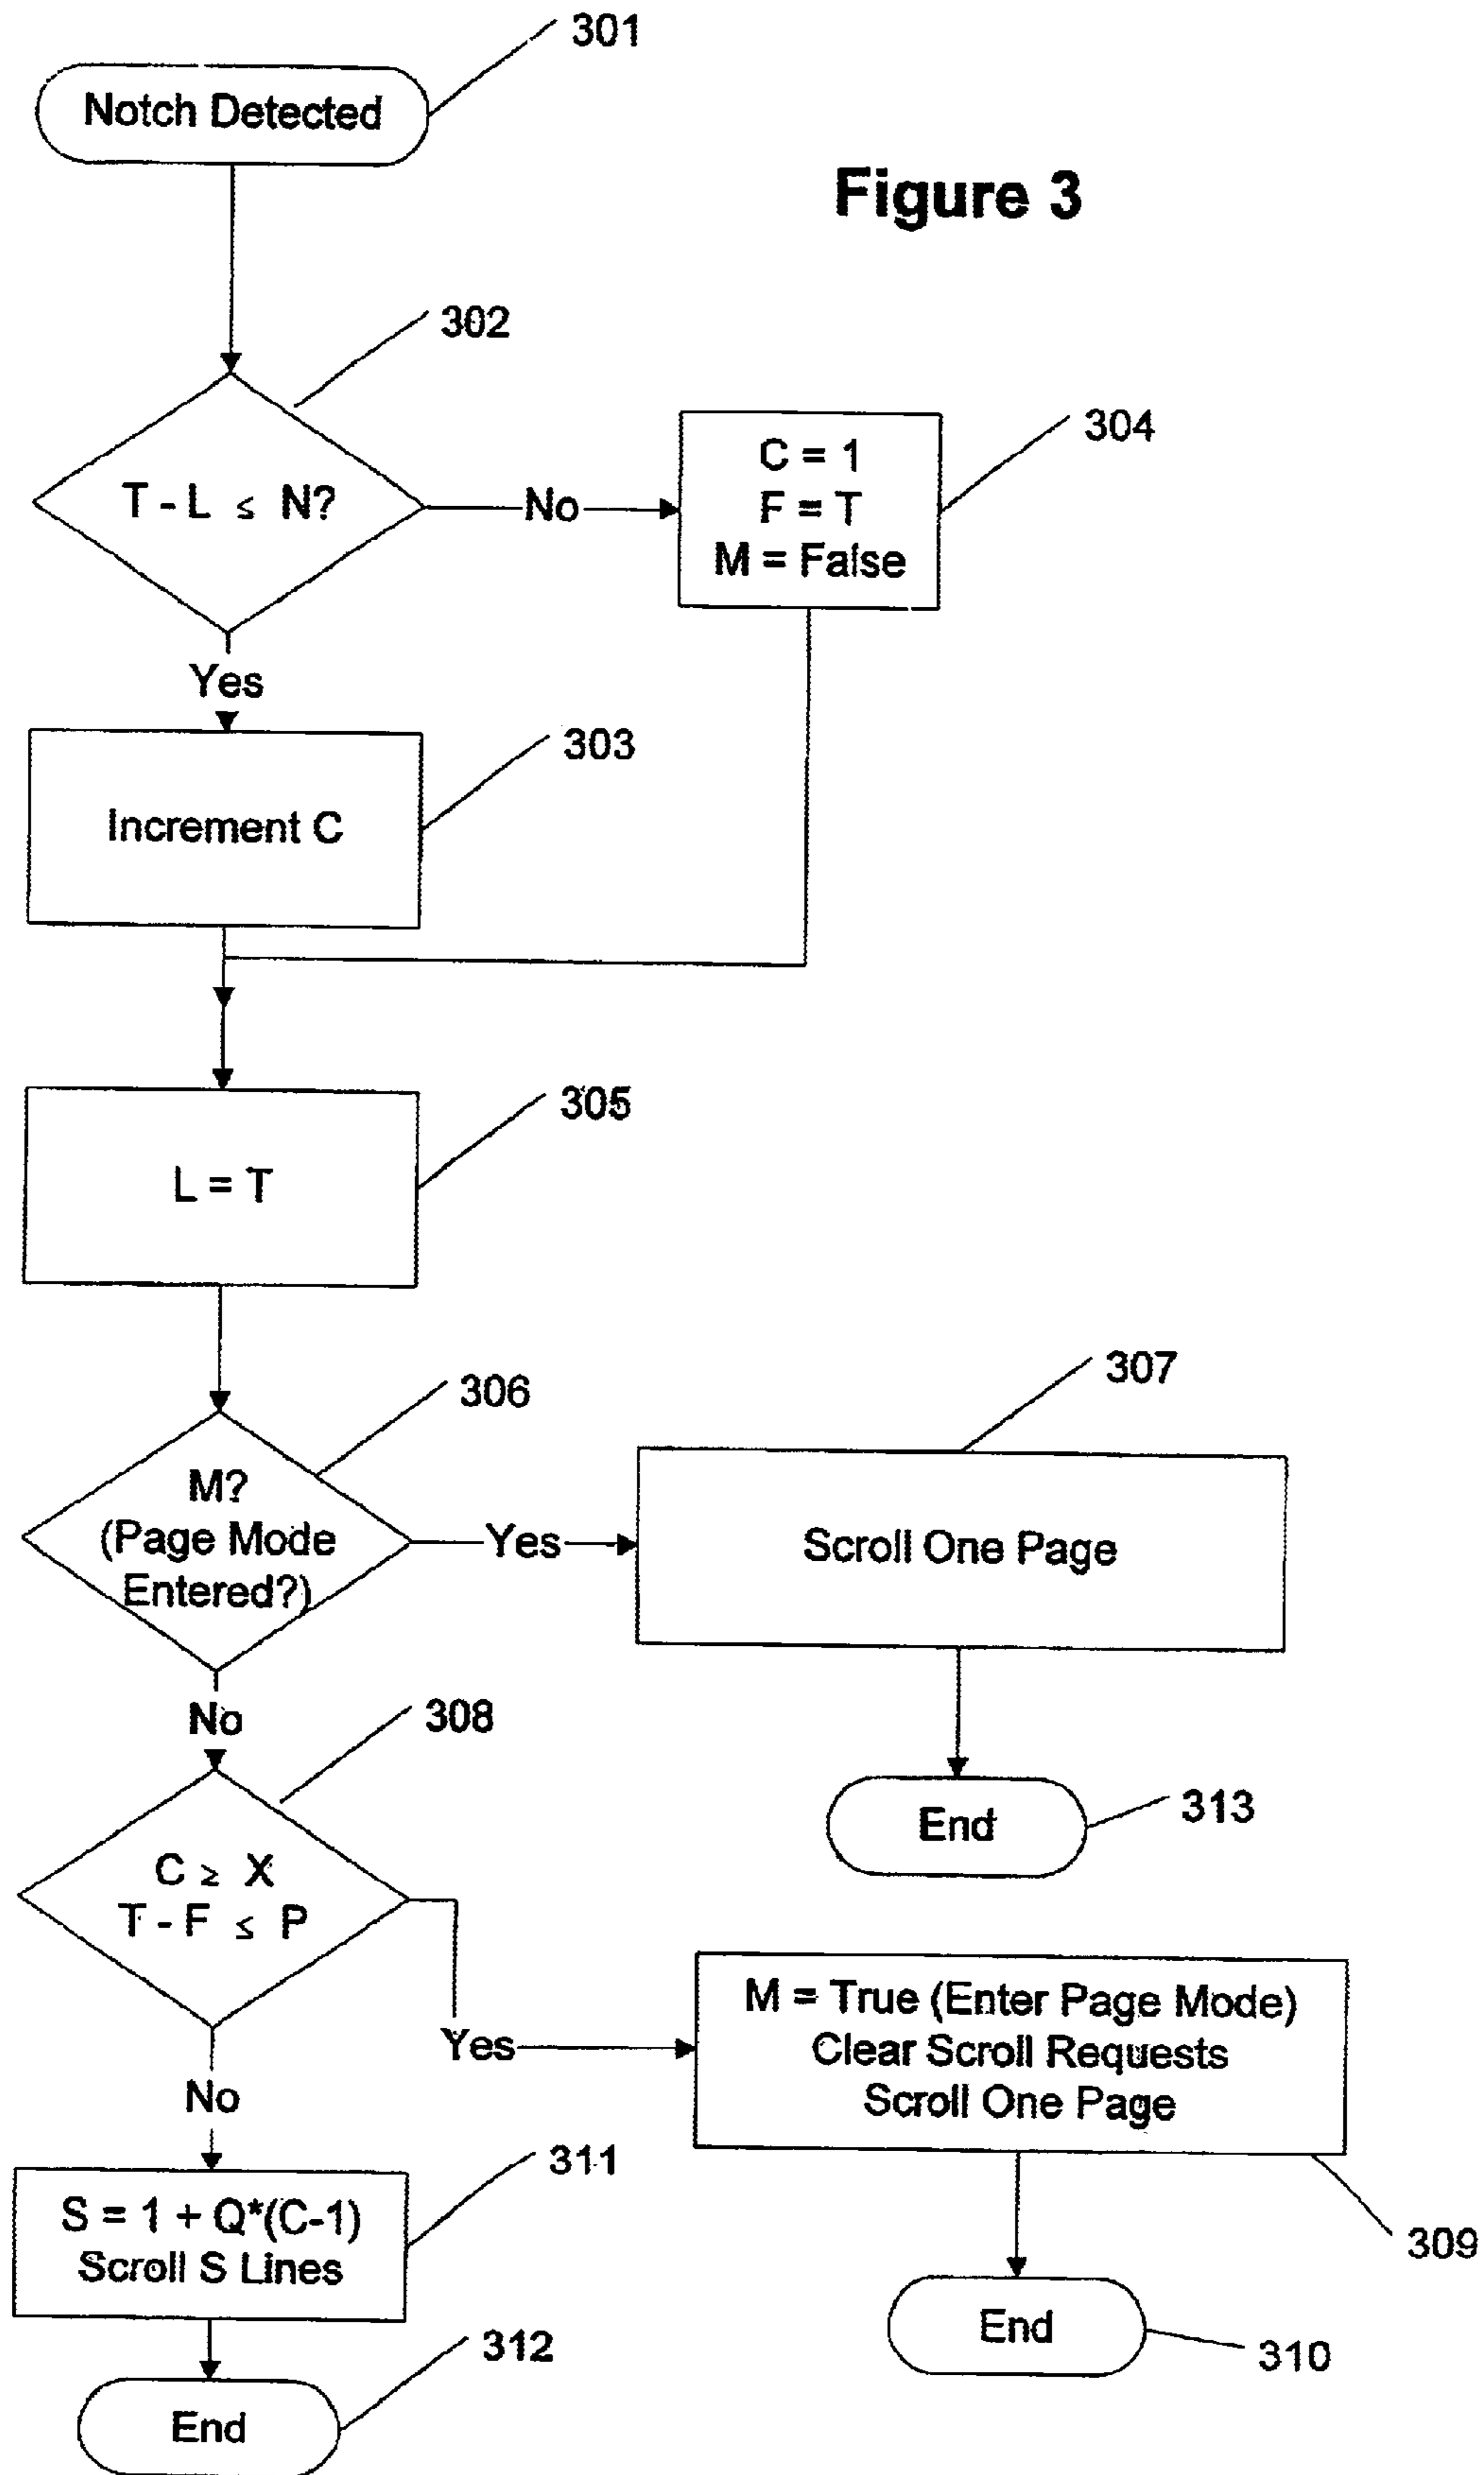 301
Notch Detected
Figure 3
302
T - L ≤ N?
No
304
C = 1
F = T
M = False
Yes
303
Increment C
305
L = T
306
M?
(Page Mode
Entered?)
Yes
307
Scroll One Page
313
End
No
308
C ≥ X
T - F ≤ P
Yes
M = True (Enter Page Mode)
Clear Scroll Requests
Scroll One Page
309
End
310
No
311
S = 1 + Q*(C-1)
Scroll S Lines
312
End